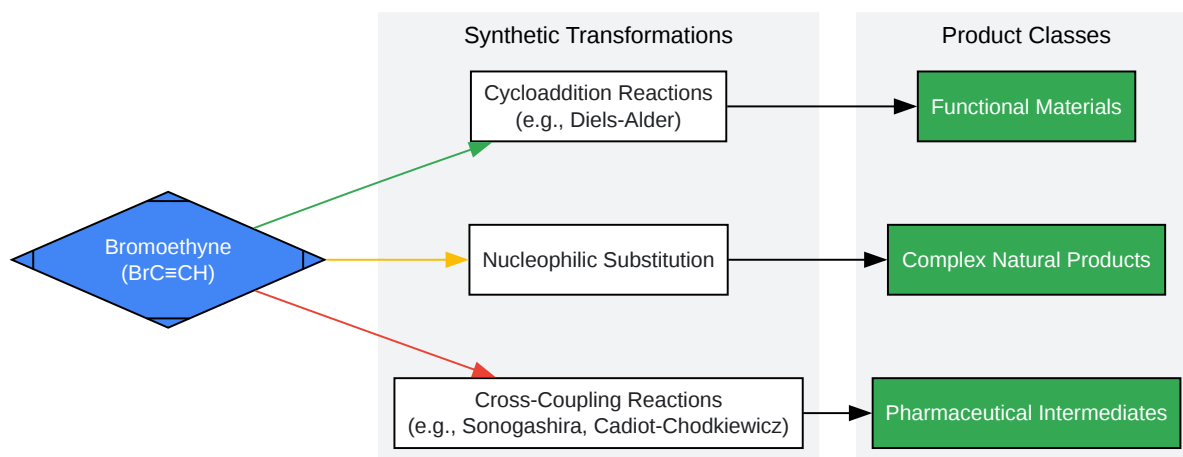 Synthetic Transformations
Product Classes
Cycloaddition Reactions
(e.g., Diels-Alder)
Functional Materials
Bromoethyne
(BrC≡CH)
Nucleophilic Substitution
Complex Natural Products
Cross-Coupling Reactions
(e.g., Sonogashira, Cadiot-Chodkiewicz)
Pharmaceutical Intermediates